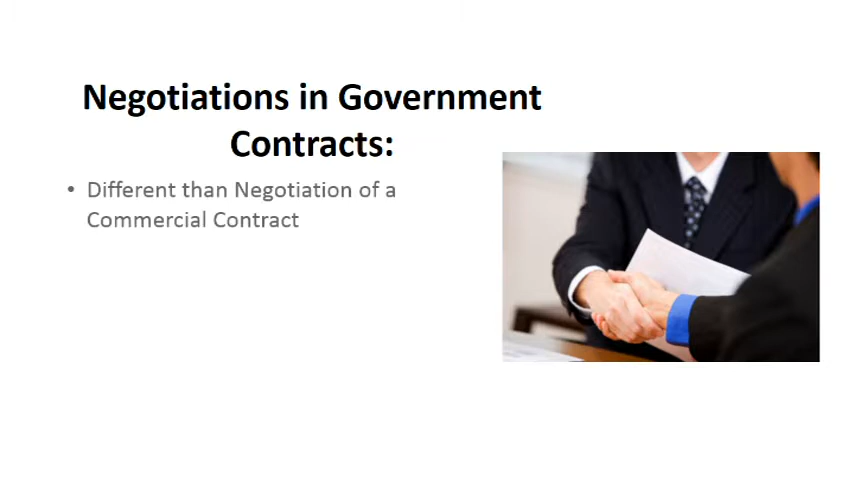 Negotiations in Government
Contracts:
• Different than Negotiation of a
Commercial Contract